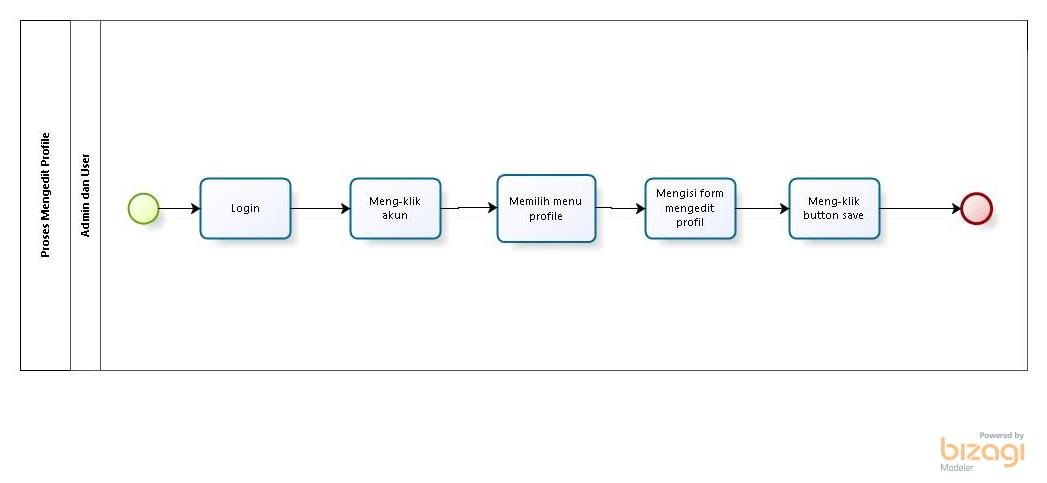 Proses Mengedit Profile
Admin dan User
Login
Meng-klik
akun
Memilih menu
profile
Mengisi form
mengedit
profil
Meng-klik
button save
Powered by
bizagi
Modeler